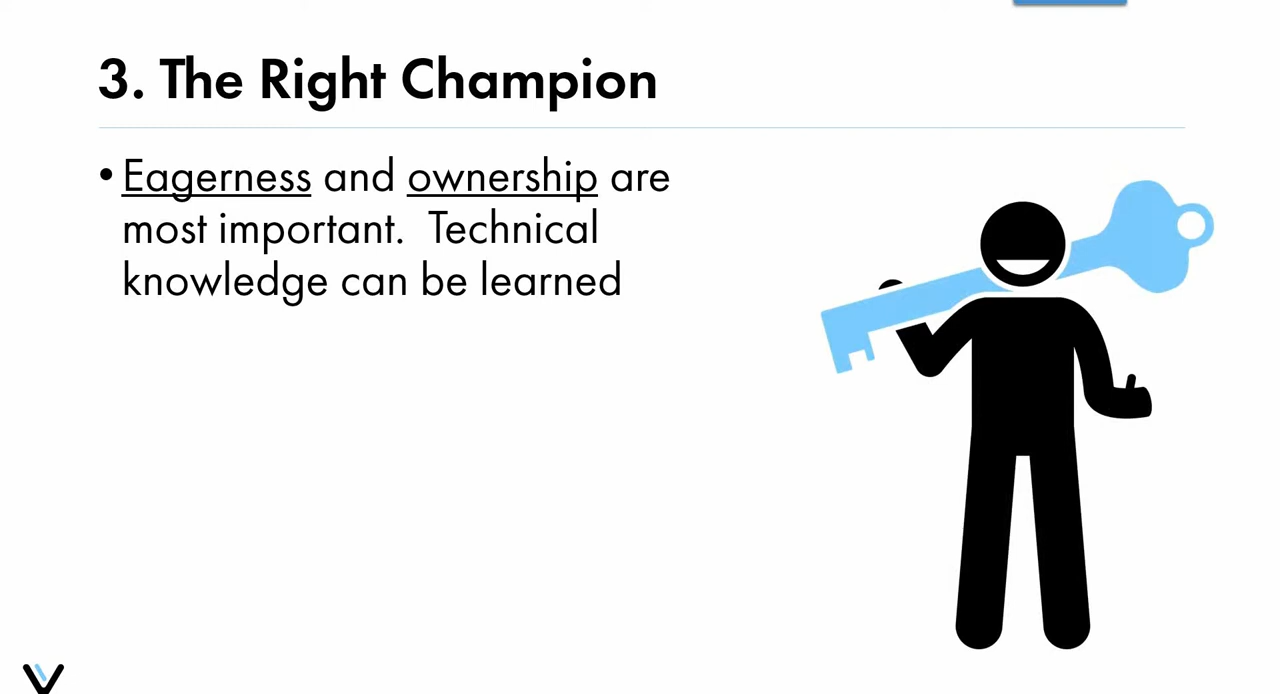 3. The Right Champion
•Eagerness and ownership are
most important.  Technical
knowledge can be learned